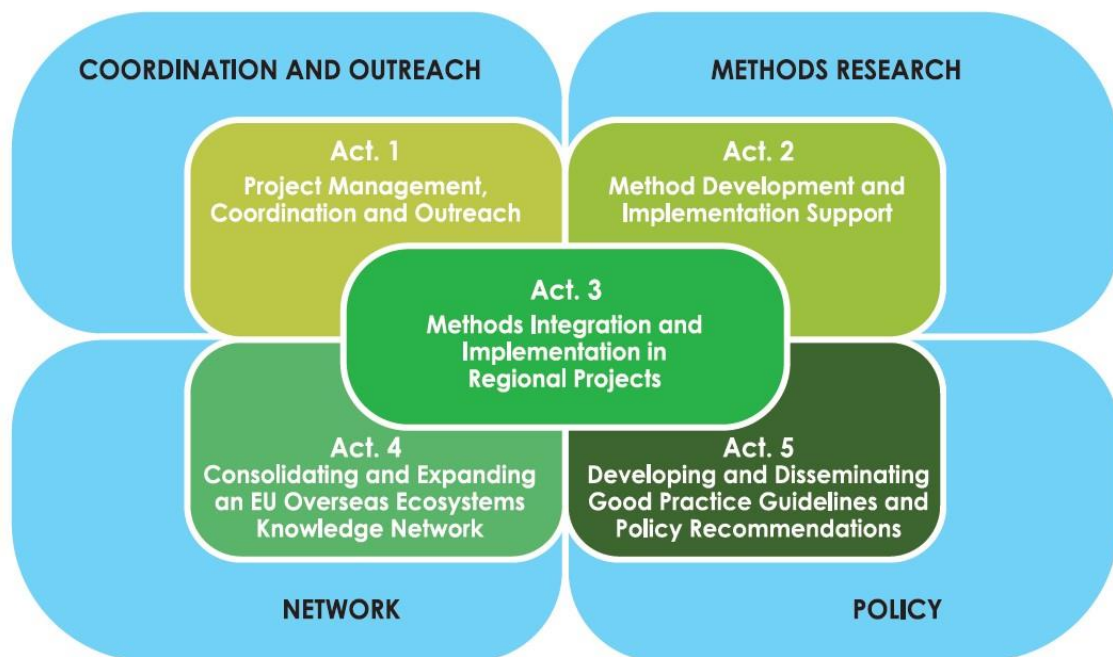 COORDINATION AND OUTREACH
METHODS RESEARCH
Act. 1
Project Management,
Coordination and Outreach
Act. 2
Method Development and
Implementation Support
Act. 3
Methods Integration and
Implementation in
Regional Projects
Act. 4
Consolidating and Expanding
an EU Overseas Ecosystems
Knowledge Network
Act. 5
Developing and Disseminating
Good Practice Guidelines and
Policy Recommendations
NETWORK
POLICY